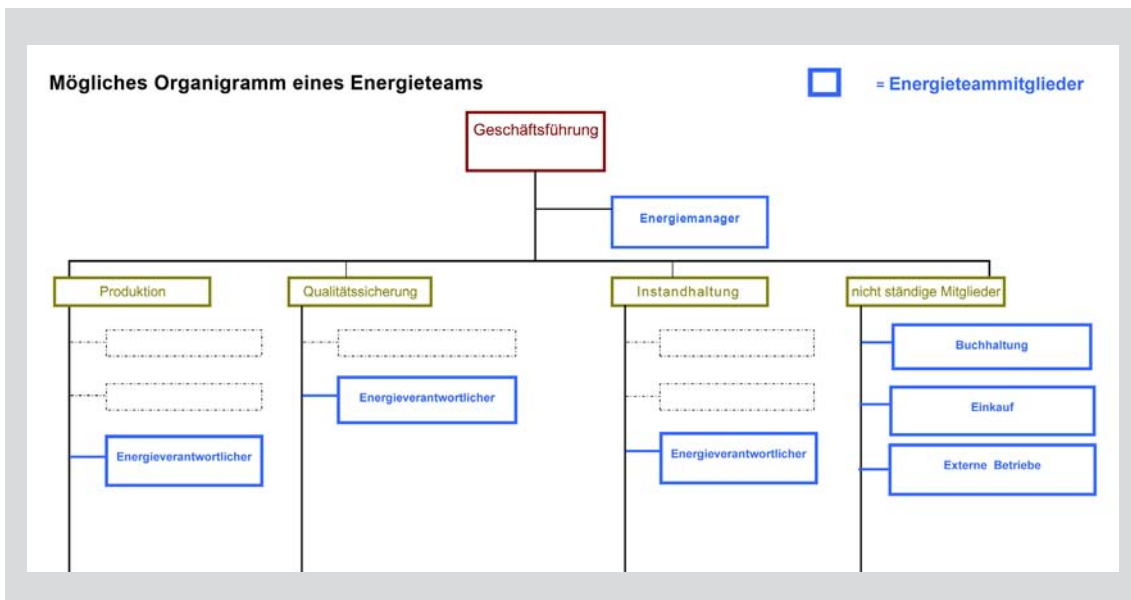 Mögliches Organigramm eines Energieteams
= Energieteammitglieder
Geschäftsführung
Energiemanager
Produktion
Qualitätssicherung
Instandhaltung
nicht ständige Mitglieder
Buchhaltung
Energieverantwortlicher
Einkauf
Energieverantwortlicher
Energieverantwortlicher
Externe Betriebe